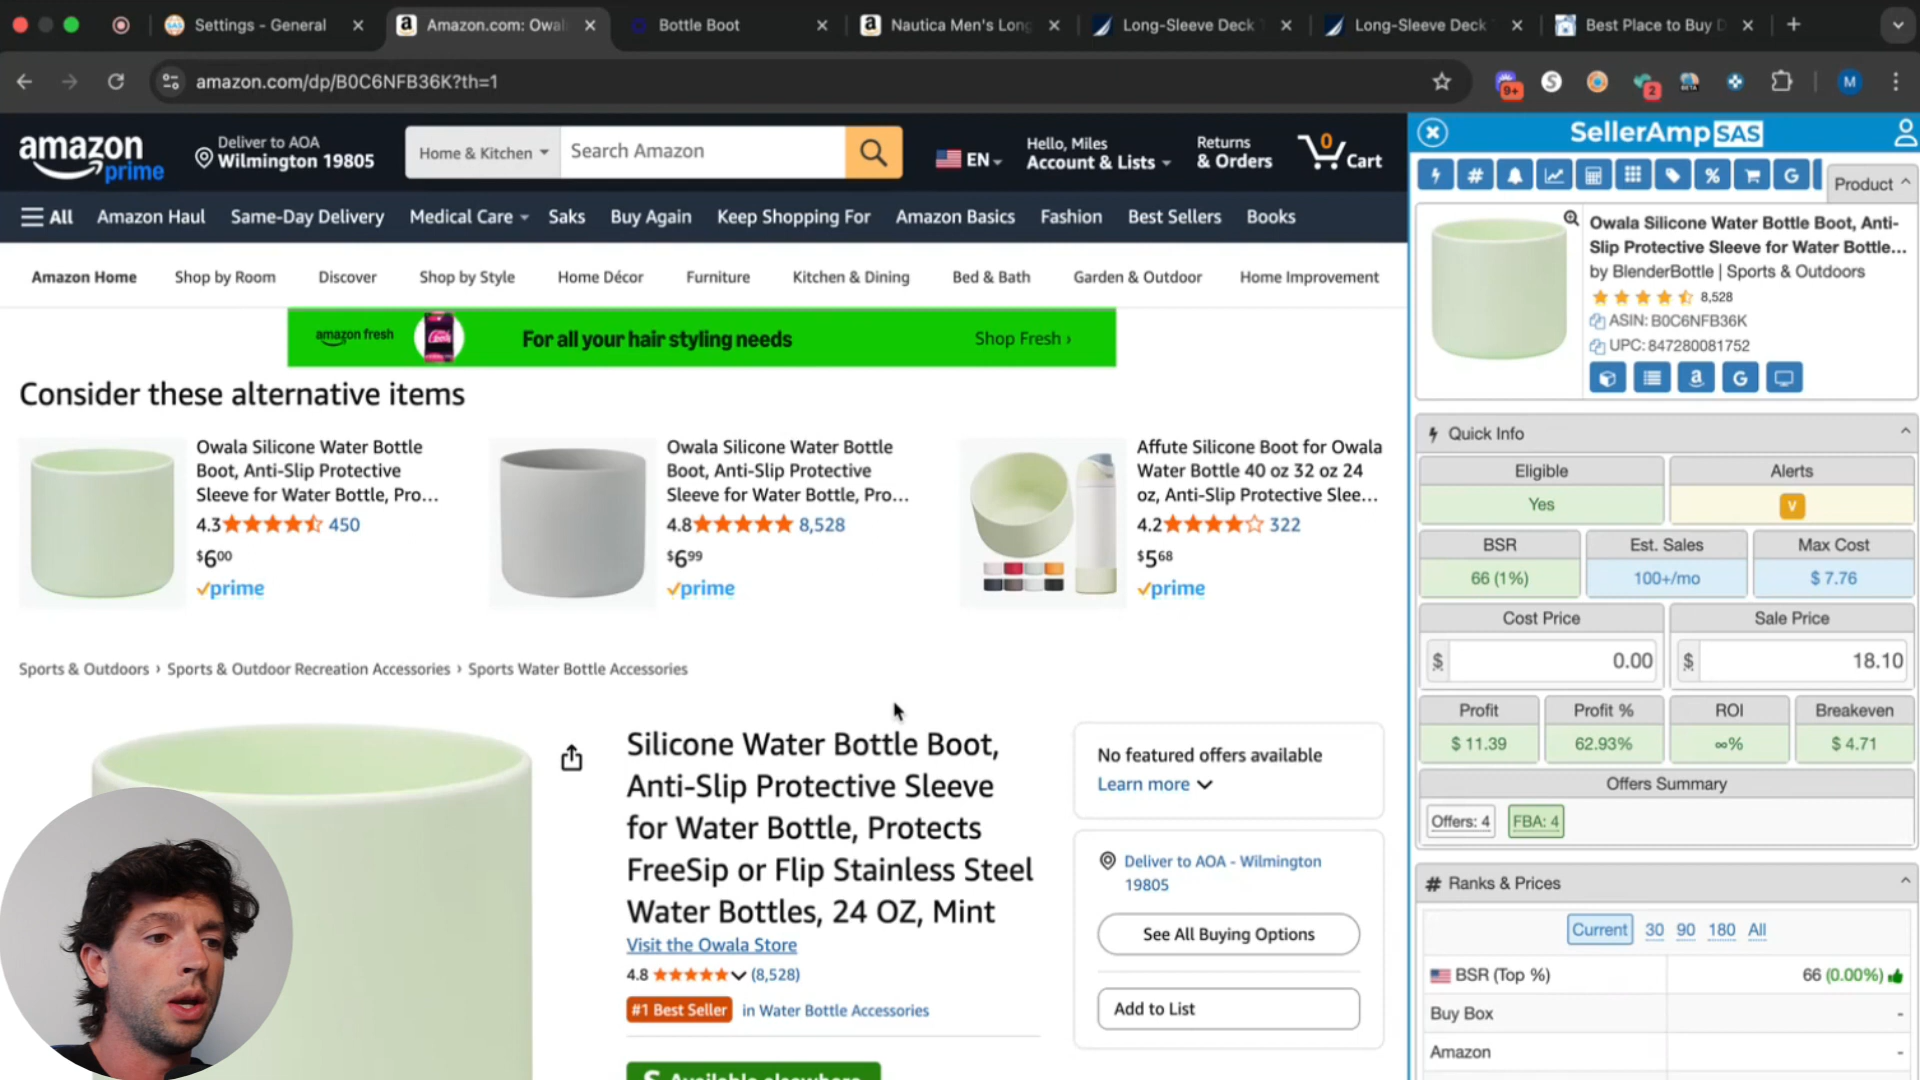 Settings - General
Amazon.com: Owal
Bottle Boot
Nautica Men's Long
Long-Sleeve Deck
Long-Sleeve Deck
Best Place to Buy D
amazon.com/dp/B0C6NFB36K?th=1
9+
S
2
BETA
M
amazon
prime
Deliver to AOA
Wilmington 19805
Home & Kitchen
Search Amazon
EN
Hello, Miles
Account & Lists
Returns
& Orders
0
Cart
All
Amazon Haul
Same-Day Delivery
Medical Care
Saks
Buy Again
Keep Shopping For
Amazon Basics
Fashion
Best Sellers
Books
Amazon Home
Shop by Room
Discover
Shop by Style
Home Décor
Furniture
Kitchen & Dining
Bed & Bath
Garden & Outdoor
Home Improvement
amazon fresh
For all your hair styling needs
Shop Fresh ›
Consider these alternative items
Owala Silicone Water Bottle
Boot, Anti-Slip Protective
Sleeve for Water Bottle, Pro...
4.3 450
$6 00
prime
Owala Silicone Water Bottle
Boot, Anti-Slip Protective
Sleeve for Water Bottle, Pro...
4.8 8,528
$6 99
prime
Affute Silicone Boot for Owala
Water Bottle 40 oz 32 oz 24
oz, Anti-Slip Protective Slee...
4.2 322
$5 68
prime
Sports & Outdoors › Sports & Outdoor Recreation Accessories › Sports Water Bottle Accessories
Silicone Water Bottle Boot,
Anti-Slip Protective Sleeve
for Water Bottle, Protects
FreeSip or Flip Stainless Steel
Water Bottles, 24 OZ, Mint
Visit the Owala Store
4.8 (8,528)
#1 Best Seller in Water Bottle Accessories
Available elsewhere
No featured offers available
Learn more
Deliver to AOA - Wilmington
19805
See All Buying Options
Add to List
SellerAmp SAS
Product
Owala Silicone Water Bottle Boot, Anti-
Slip Protective Sleeve for Water Bottle...
by BlenderBottle | Sports & Outdoors
8,528
ASIN: B0C6NFB36K
UPC: 847280081752
Quick Info
Eligible
Yes
Alerts
V
BSR
66 (1%)
Est. Sales
100+/mo
Max Cost
$ 7.76
Cost Price
$ 0.00
Sale Price
$ 18.10
Profit
$ 11.39
Profit %
62.93%
ROI
∞%
Breakeven
$ 4.71
Offers Summary
Offers: 4
FBA: 4
# Ranks & Prices
Current 30 90 180 All
BSR (Top %) 66 (0.00%)
Buy Box -
Amazon -